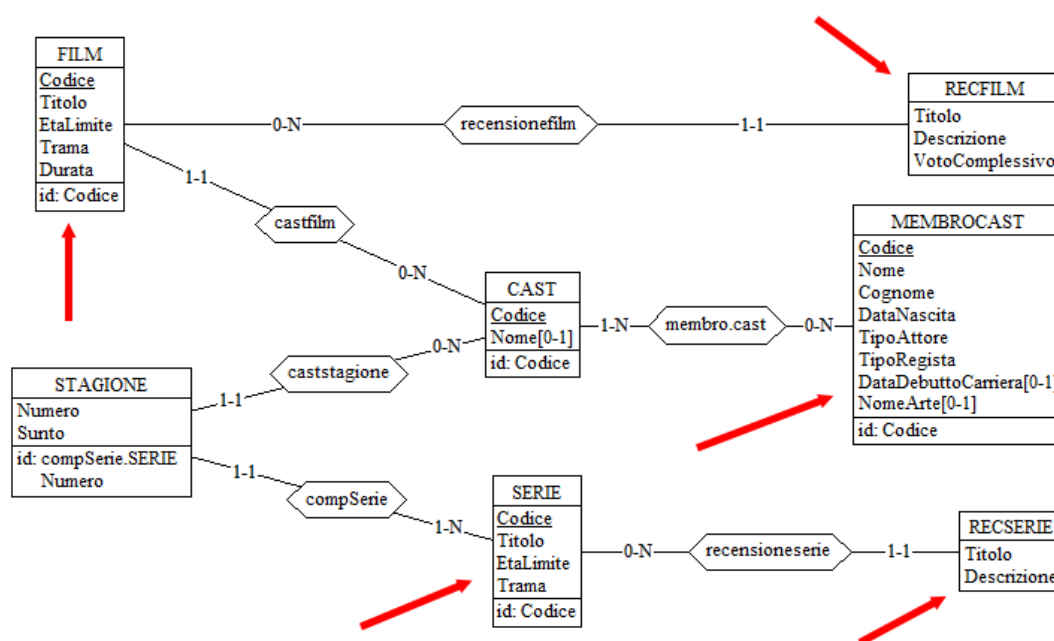 FILM
Codice
Titolo
EtaLimite
Trama
Durata
id: Codice
0-N
recensionefilm
1-1
RECFILM
Titolo
Descrizione
VotoComplessivo
1-1
castfilm
0-N
CAST
Codice
Nome[0-1]
id: Codice
1-N
membro.cast
0-N
MEMBROCAST
Codice
Nome
Cognome
DataNascita
TipoAttore
TipoRegista
DataDebuttoCarriera[0-1]
NomeArte[0-1]
id: Codice
0-N
caststagione
1-1
STAGIONE
Numero
Sunto
id: compSerie.SERIE
Numero
1-1
compSerie
1-N
SERIE
Codice
Titolo
EtaLimite
Trama
id: Codice
0-N
recensioneserie
1-1
RECSERIE
Titolo
Descrizione